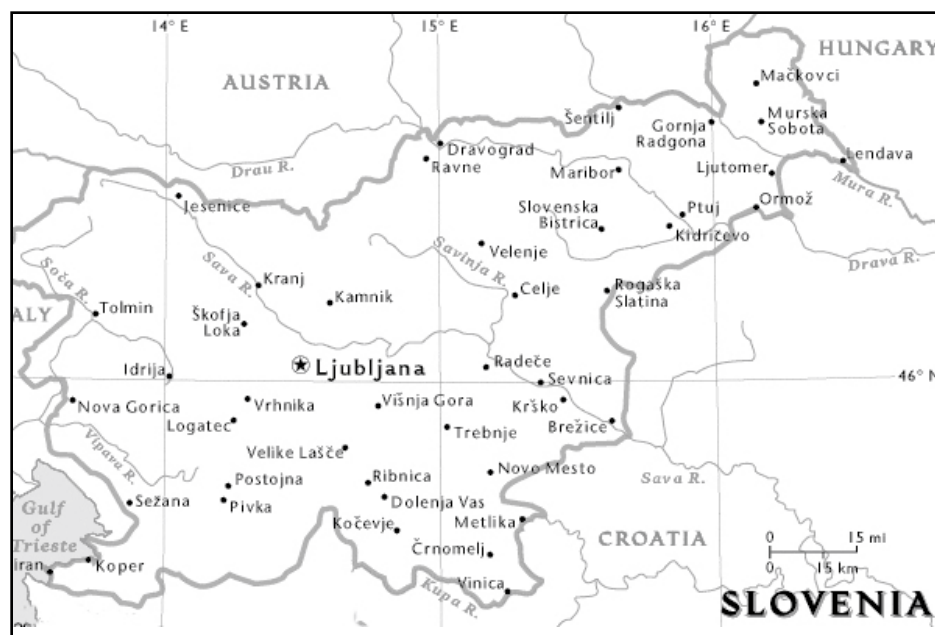 14° E
15° E
16° E
HUNGARY
AUSTRIA
Mačkovci
Šentilj
Gornja
Radgona
Murska
Sobota
Dravograd
Ravne
Drau R.
Maribor
Ljutomer
Lendava
Mura R.
Jesenice
Slovenska
Bistrica
Ptuj
Ormož
Kidričevo
Velenje
Savinja R.
Drava R.
Soča R.
Sava R.
Kranj
Kamnik
Celje
Rogaška
Slatina
Tolmin
ALY
Škofja
Loka
Idrija
Ljubljana
Radeče
Sevnica
46° N
Nova Gorica
Vrhnika
Višnja Gora
Krško
Logatec
Trebnje
Brežice
Vipava R.
Velike Lašče
Novo Mesto
Sava R.
Postojna
Ribnica
Sežana
Pivka
Dolenja Vas
Gulf
of
Trieste
Kočevje
Metlika
CROATIA
0 15 mi
0 15 km
iran
Koper
Črnomelj
Vinica
Kupa R.
SLOVENIA